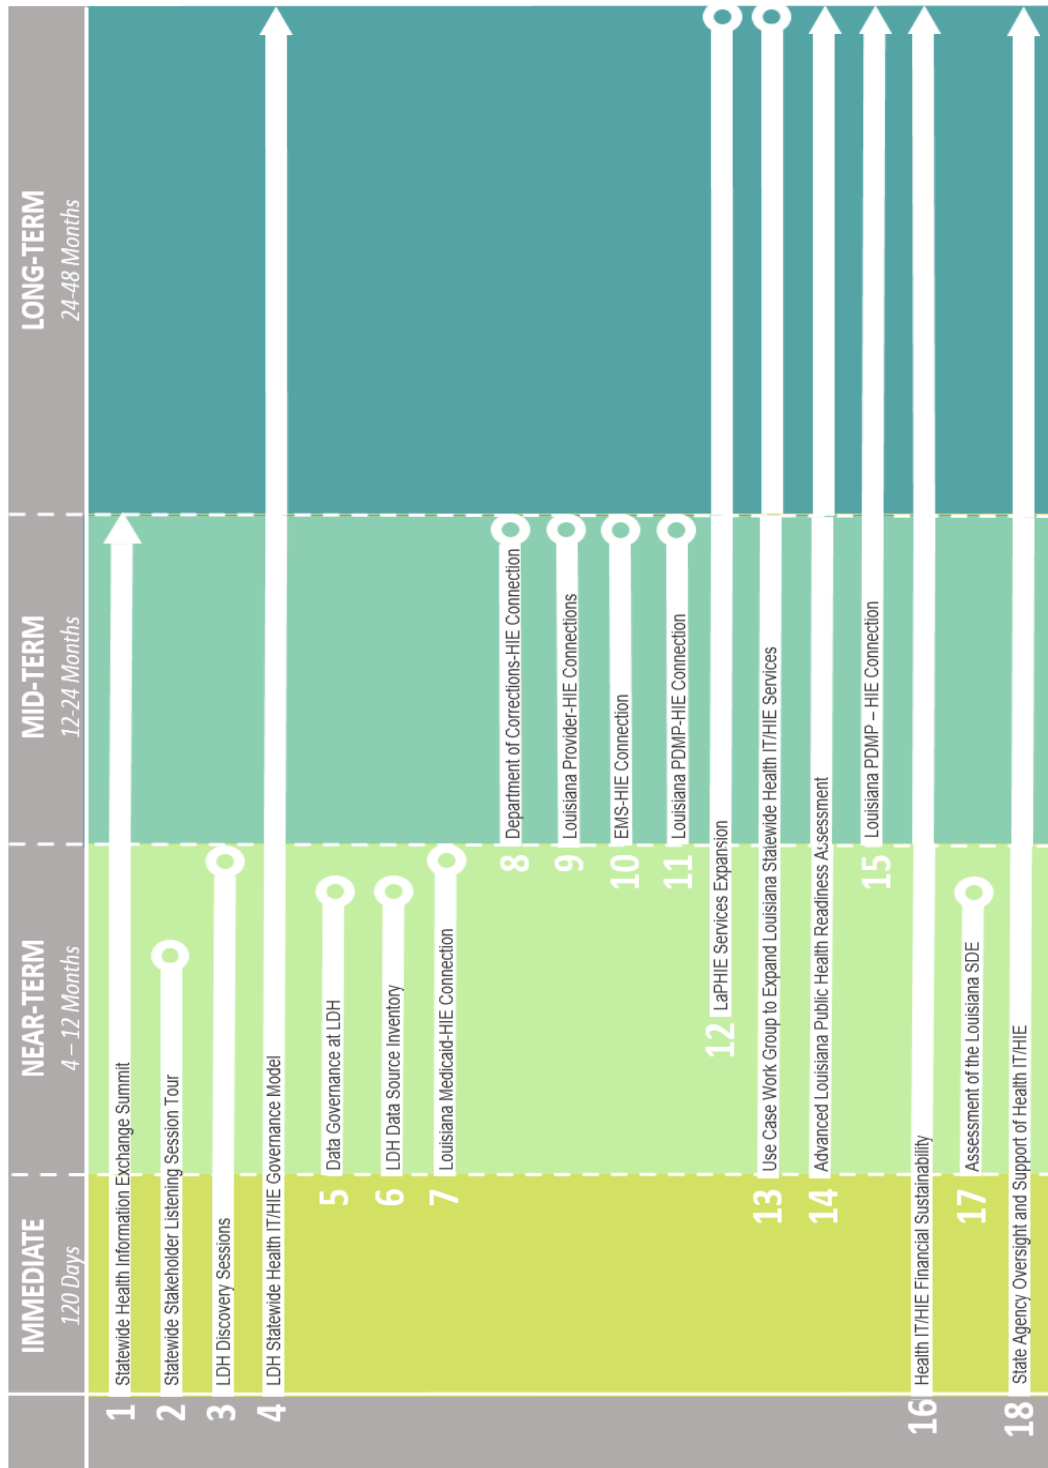 IMMEDIATE
120 Days
NEAR-TERM
4 – 12 Months
MID-TERM
12-24 Months
LONG-TERM
24-48 Months
1 Statewide Health Information Exchange Summit
2 Statewide Stakeholder Listening Session Tour
3 LDH Discovery Sessions
4 LDH Statewide Health IT/HIE Governance Model
5 Data Governance at LDH
6 LDH Data Source Inventory
7 Louisiana Medicaid-HIE Connection
8 Department of Corrections-HIE Connection
9 Louisiana Provider-HIE Connections
10 EMS-HIE Connection
11 Louisiana PDMP-HIE Connection
12 LaPHIE Services Expansion
13 Use Case Work Group to Expand Louisiana Statewide Health IT/HIE Services
14 Advanced Louisiana Public Health Readiness Assessment
15 Louisiana PDMP – HIE Connection
16 Health IT/HIE Financial Sustainability
17 Assessment of the Louisiana SDE
18 State Agency Oversight and Support of Health IT/HIE